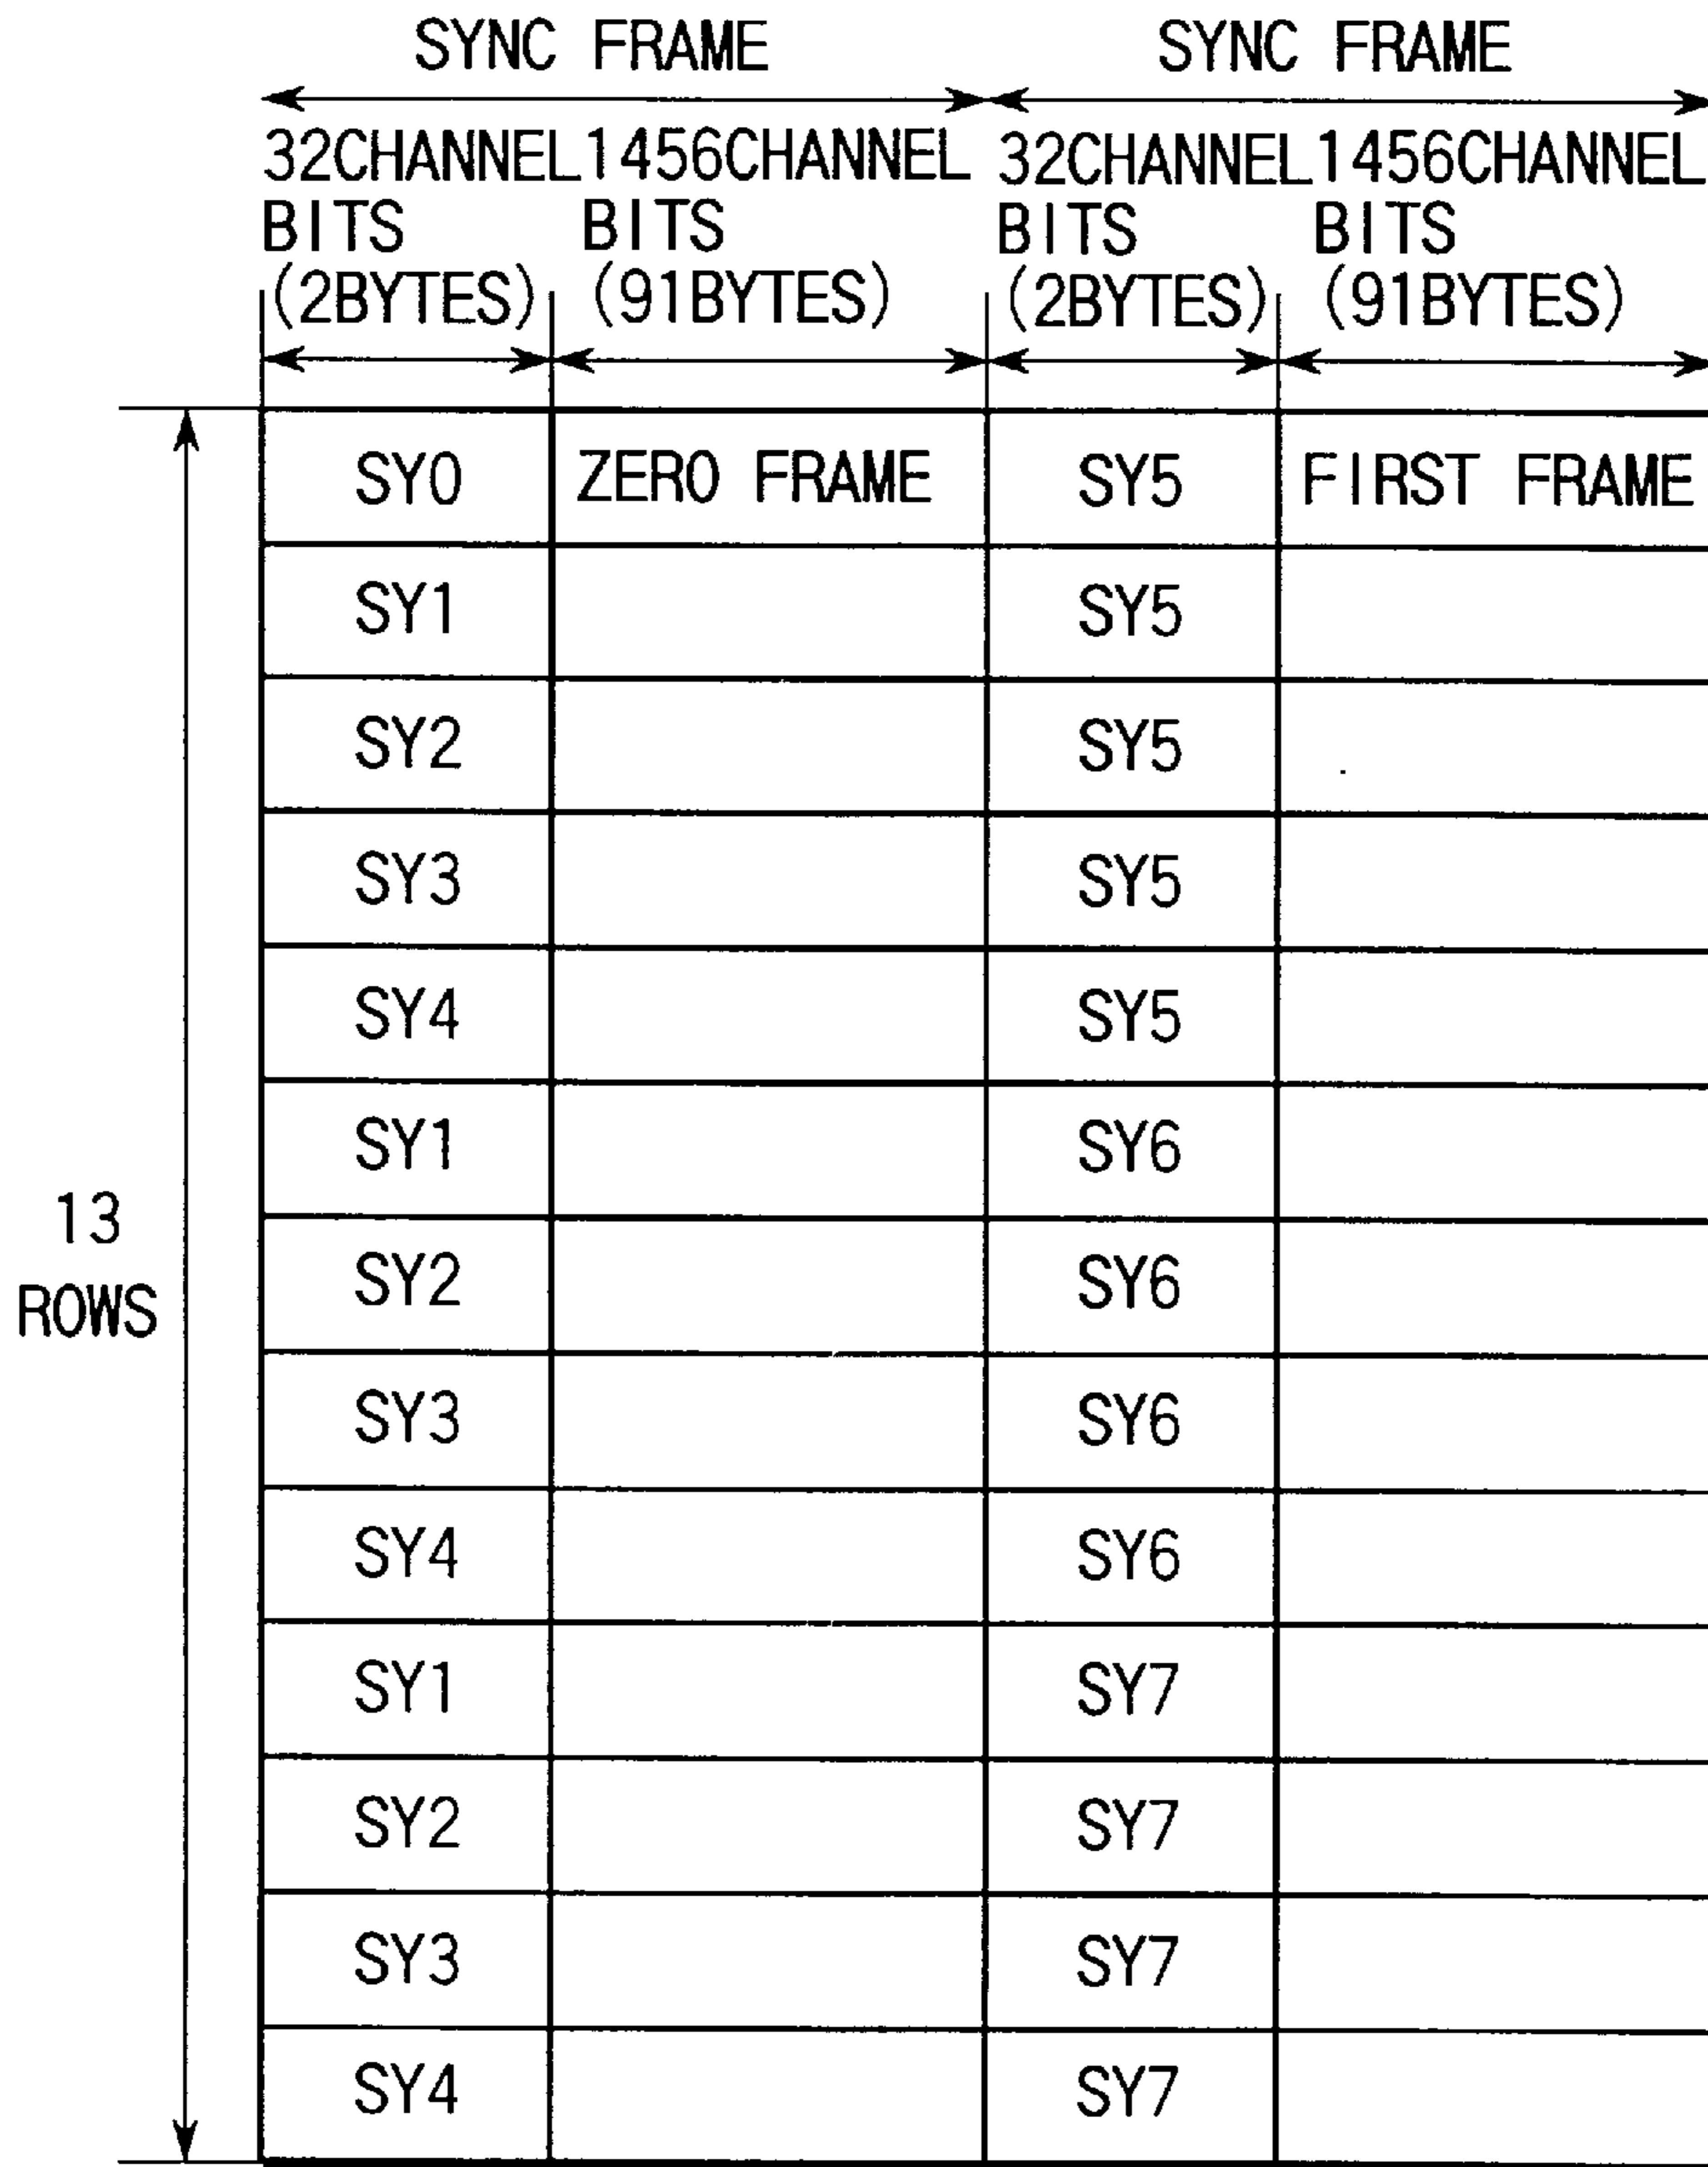 SYNC FRAME SYNC FRAME
32CHANNEL 1456CHANNEL 32CHANNEL 1456CHANNEL
BITS BITS BITS BITS
(2BYTES) (91BYTES) (2BYTES) (91BYTES)
SY0 ZERO FRAME SY5 FIRST FRAME
SY1 SY5
SY2 SY5
SY3 SY5
SY4 SY5
SY1 SY6
13
ROWS
SY2 SY6
SY3 SY6
SY4 SY6
SY1 SY7
SY2 SY7
SY3 SY7
SY4 SY7